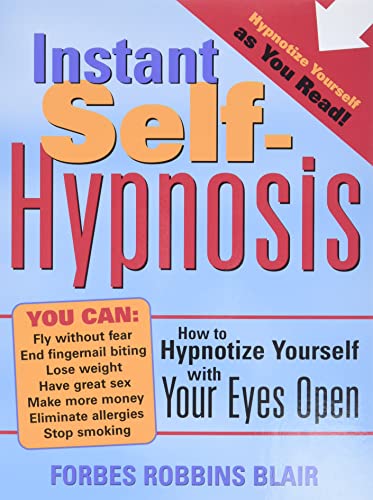 Hypnotize Yourself
as You Read!
Instant
Self-
Hypnosis
YOU CAN:
Fly without fear
End fingernail biting
Lose weight
Have great sex
Make more money
Eliminate allergies
Stop smoking
How to
Hypnotize Yourself
with
Your Eyes Open
FORBES ROBBINS BLAIR